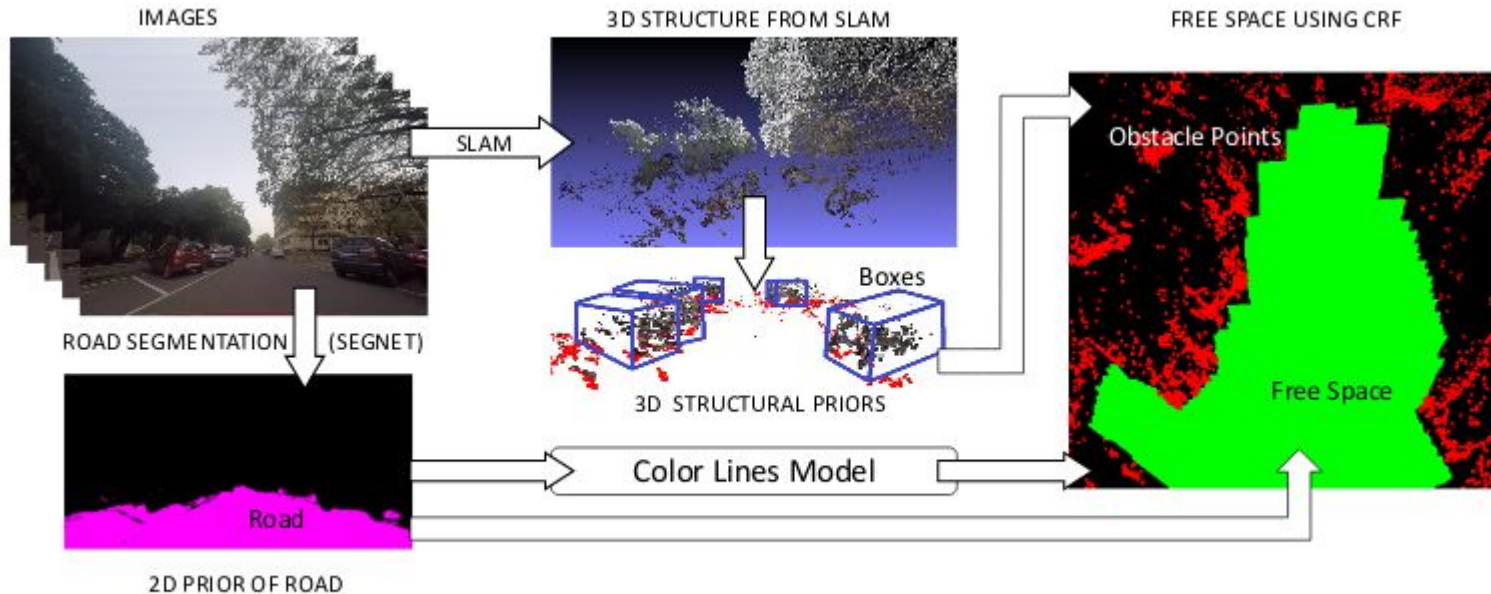 IMAGES
3D STRUCTURE FROM SLAM
FREE SPACE USING CRF
SLAM
Obstacle Points
Boxes
ROAD SEGMENTATION (SEGNET)
3D STRUCTURAL PRIORS
Free Space
Color Lines Model
Road
2D PRIOR OF ROAD